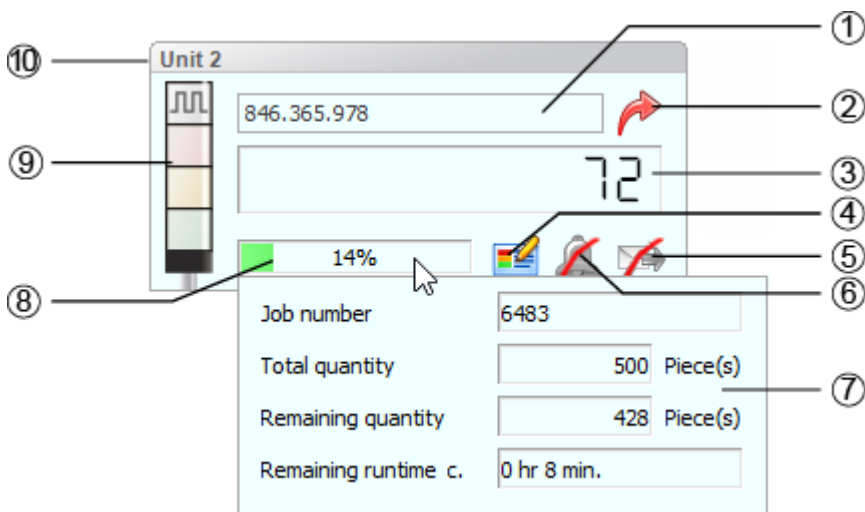 ①
⑩ Unit 2
846.365.978 ②
⑨ 72 ③
④
14% ⑤
⑧ ⑥
Job number 6483
Total quantity 500 Piece(s)
⑦
Remaining quantity 428 Piece(s)
Remaining runtime c. 0 hr 8 min.